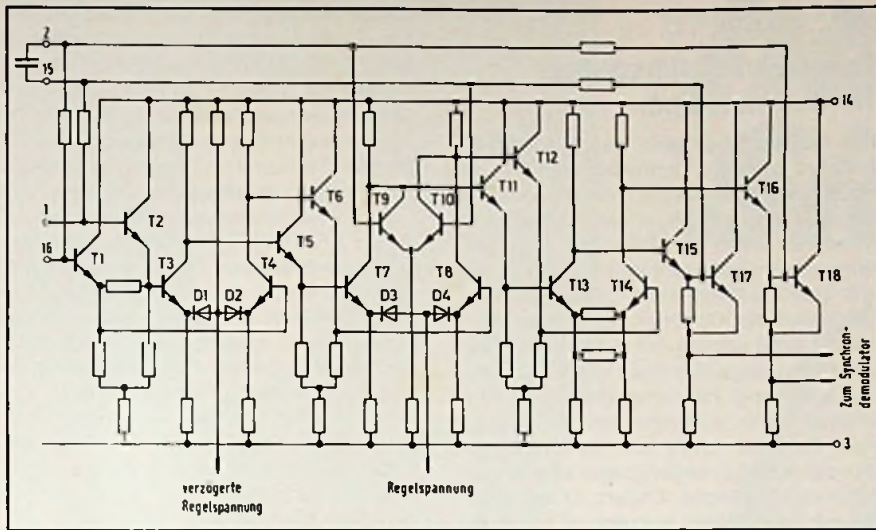 2
15
14
T12
T6
T9
T10
T11
T16
1
T2
16
T1
T3
T5
T4
T7
T8
T15
T13
T14
T17
T18
D1
D2
D3
D4
Zum Synchron-
demodulator
3
verzögerte
Regelspannung
Regelspannung